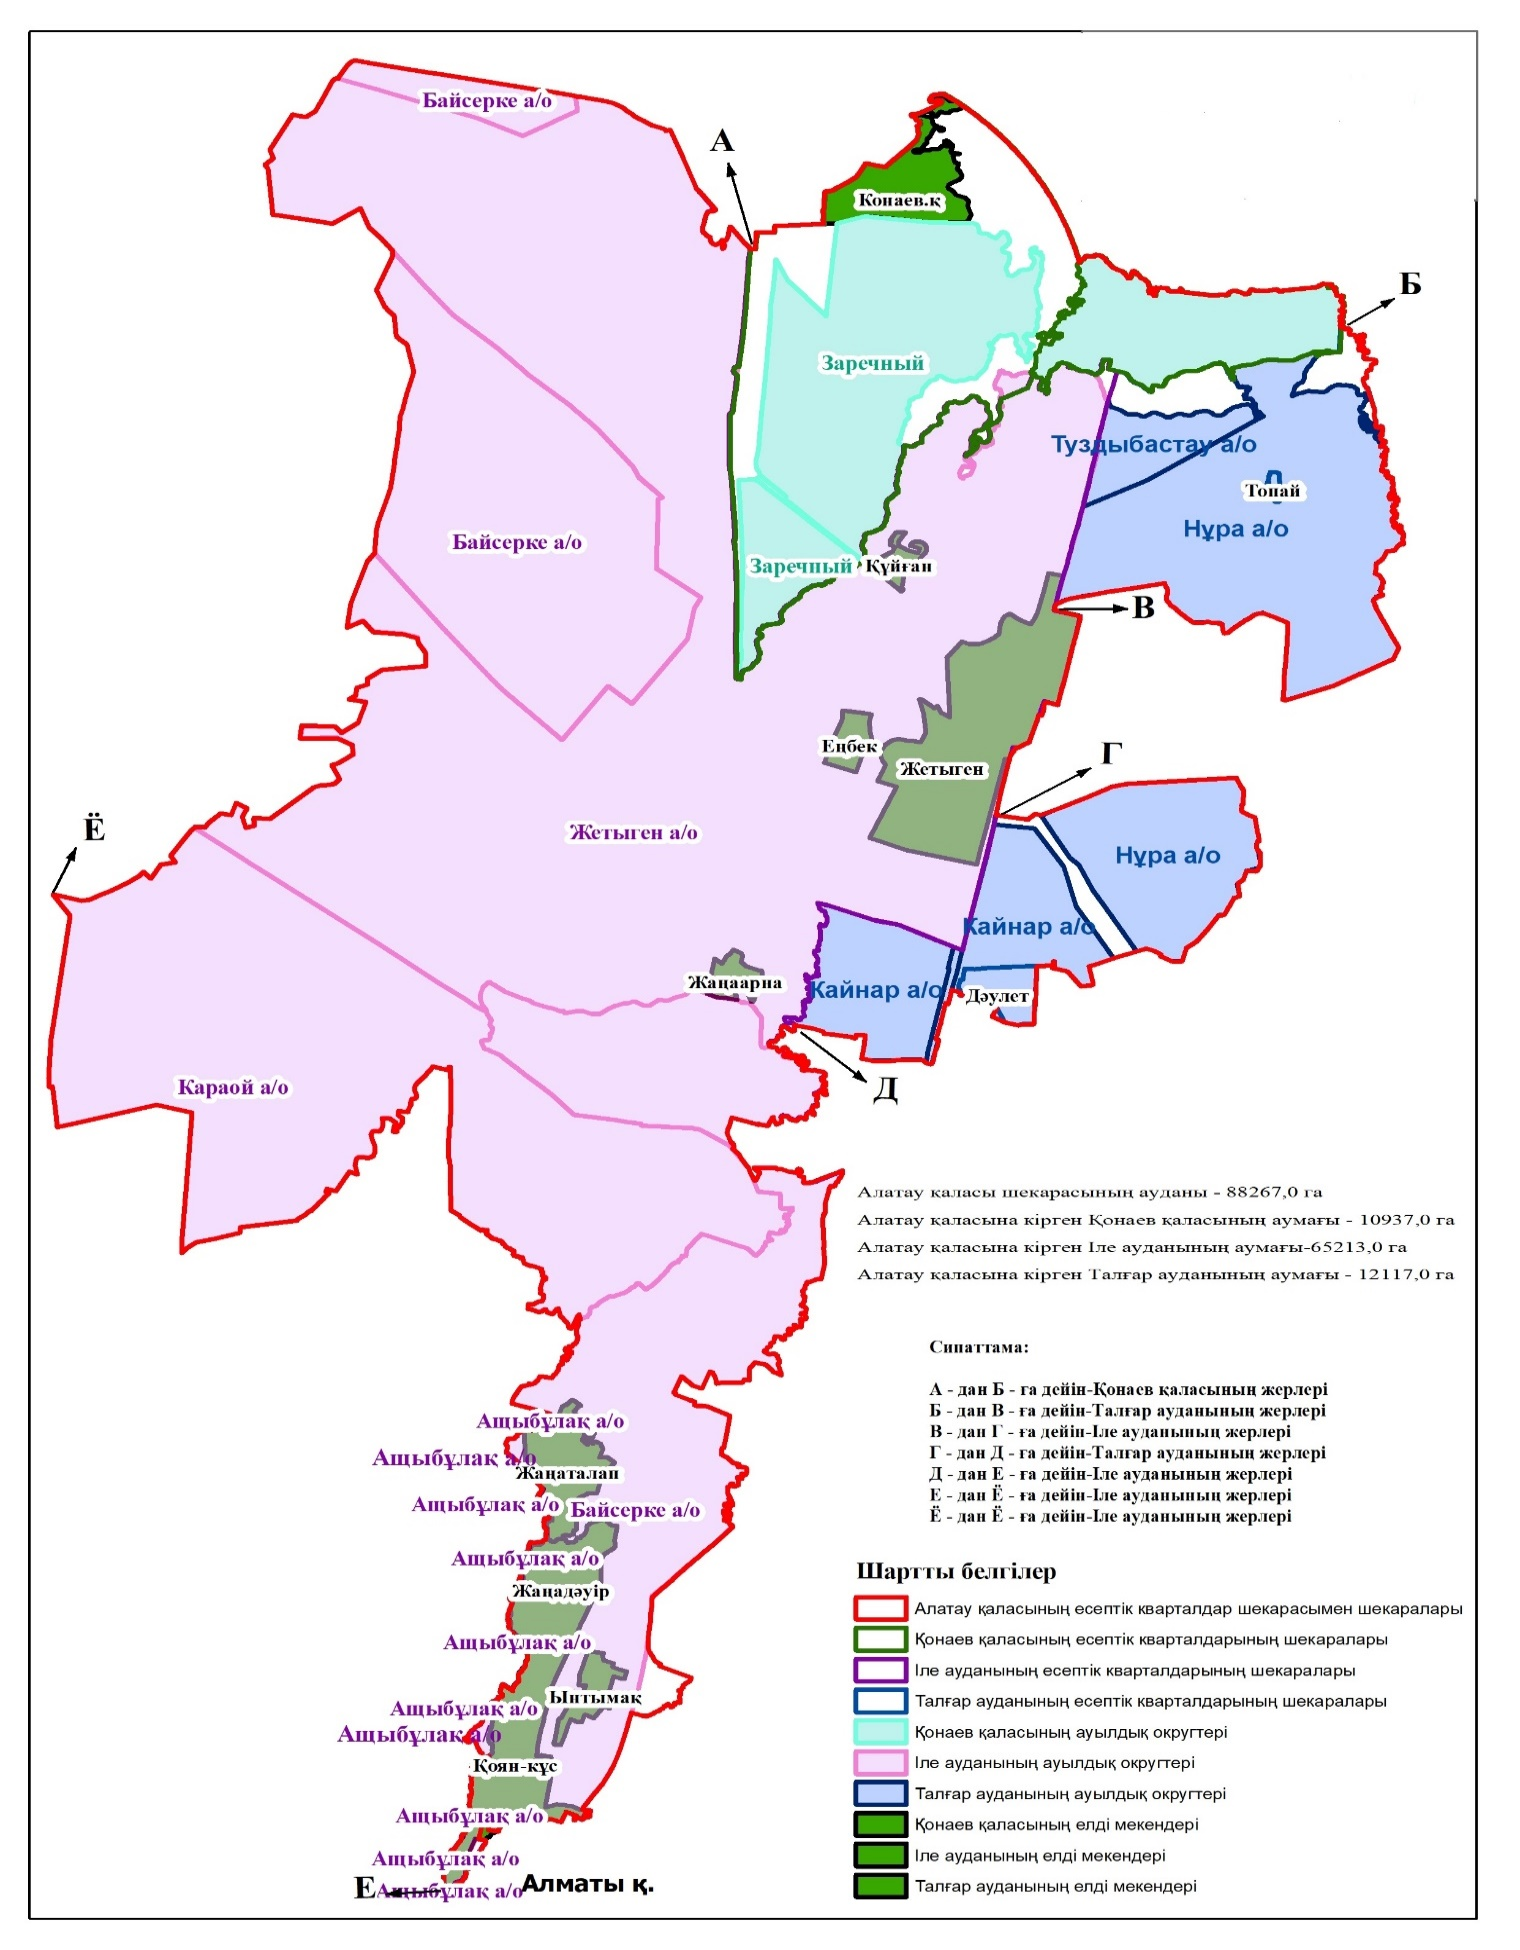 Байсерке а/о
А
Конаев.қ
Б
Заречный
Туздыбастау а/о
Топай
Нұра а/о
Байсерке а/о
Заречный
Құйған
В
Еңбек
Жетыген
Г
Ё
Жетыген а/о
Нұра а/о
Кайнар а/о
Жаңаарна
Кайнар а/о
Дәулет
Караой а/о
Д
Алатау қаласы шекарасының ауданы - 88267,0 га
Алатау қаласына кірген Қонаев қаласының аумағы - 10937,0 га
Алатау қаласына кірген Іле ауданының аумағы-65213,0 га
Алатау қаласына кірген Талғар ауданының аумағы - 12117,0 га
Сипаттама:
А - дан Б - ға дейін-Қонаев қаласының жерлері
Б - дан В - ға дейін-Талғар ауданының жерлері
В - дан Г - ға дейін-Іле ауданының жерлері
Г - дан Д - ға дейін-Талғар ауданының жерлері
Д - дан Е - ға дейін-Іле ауданының жерлері
Е - дан Ё - ға дейін-Іле ауданының жерлері
Ё - дан Ё - ға дейін-Іле ауданының жерлері
Ащыбұлақ а/о
Ащыбұлақ а/о
Жаңаталап
Ащыбұлақ а/о
Байсерке а/о
Ащыбұлақ а/о
Жаңадәуір
Ащыбұлақ а/о
Ынтымақ
Ащыбұлақ а/о
Ащыбұлақ а/о
Қоян-құс
Ащыбұлақ а/о
Ащыбұлақ а/о
Е
Ащыбұлақ а/о
Алматы қ.
Шартты белгілер
Алатау қаласының есептік кварталдар шекарасымен шекаралары
Қонаев қаласының есептік кварталдарының шекаралары
Іле ауданының есептік кварталдарының шекаралары
Талғар ауданының есептік кварталдарының шекаралары
Қонаев қаласының ауылдық округтері
Іле ауданының ауылдық округтері
Талғар ауданының ауылдық округтері
Қонаев қаласының елді мекендері
Іле ауданының елді мекендері
Талғар ауданының елді мекендері